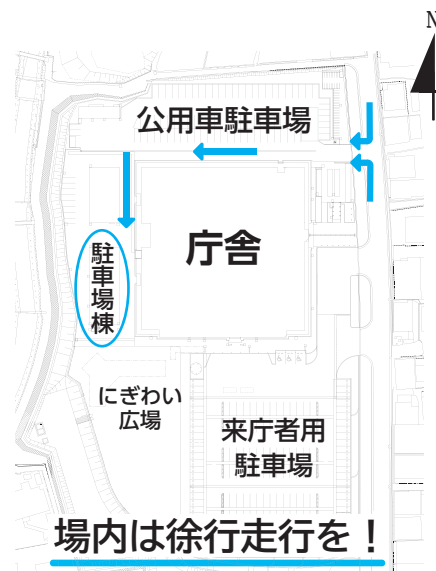 N
公用車駐車場
庁舎
駐車場棟
にぎわい
広場
来庁者用
駐車場
場内は徐行走行を！